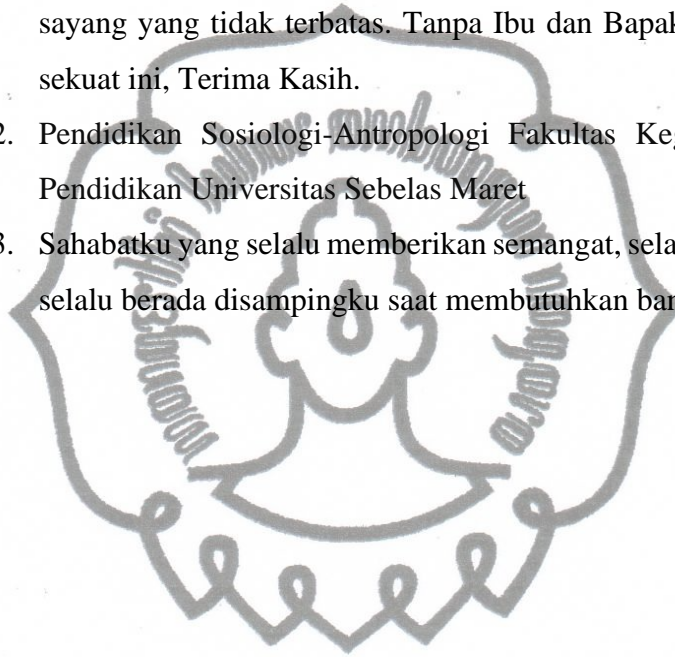 sayang yang tidak terbatas. Tanpa Ibu dan Bapak
sekuat ini, Terima Kasih.
2. Pendidikan Sosiologi-Antropologi Fakultas Keg
Pendidikan Universitas Sebelas Maret
3. Sahabatku yang selalu memberikan semangat, sela
selalu berada disampingku saat membutuhkan ban